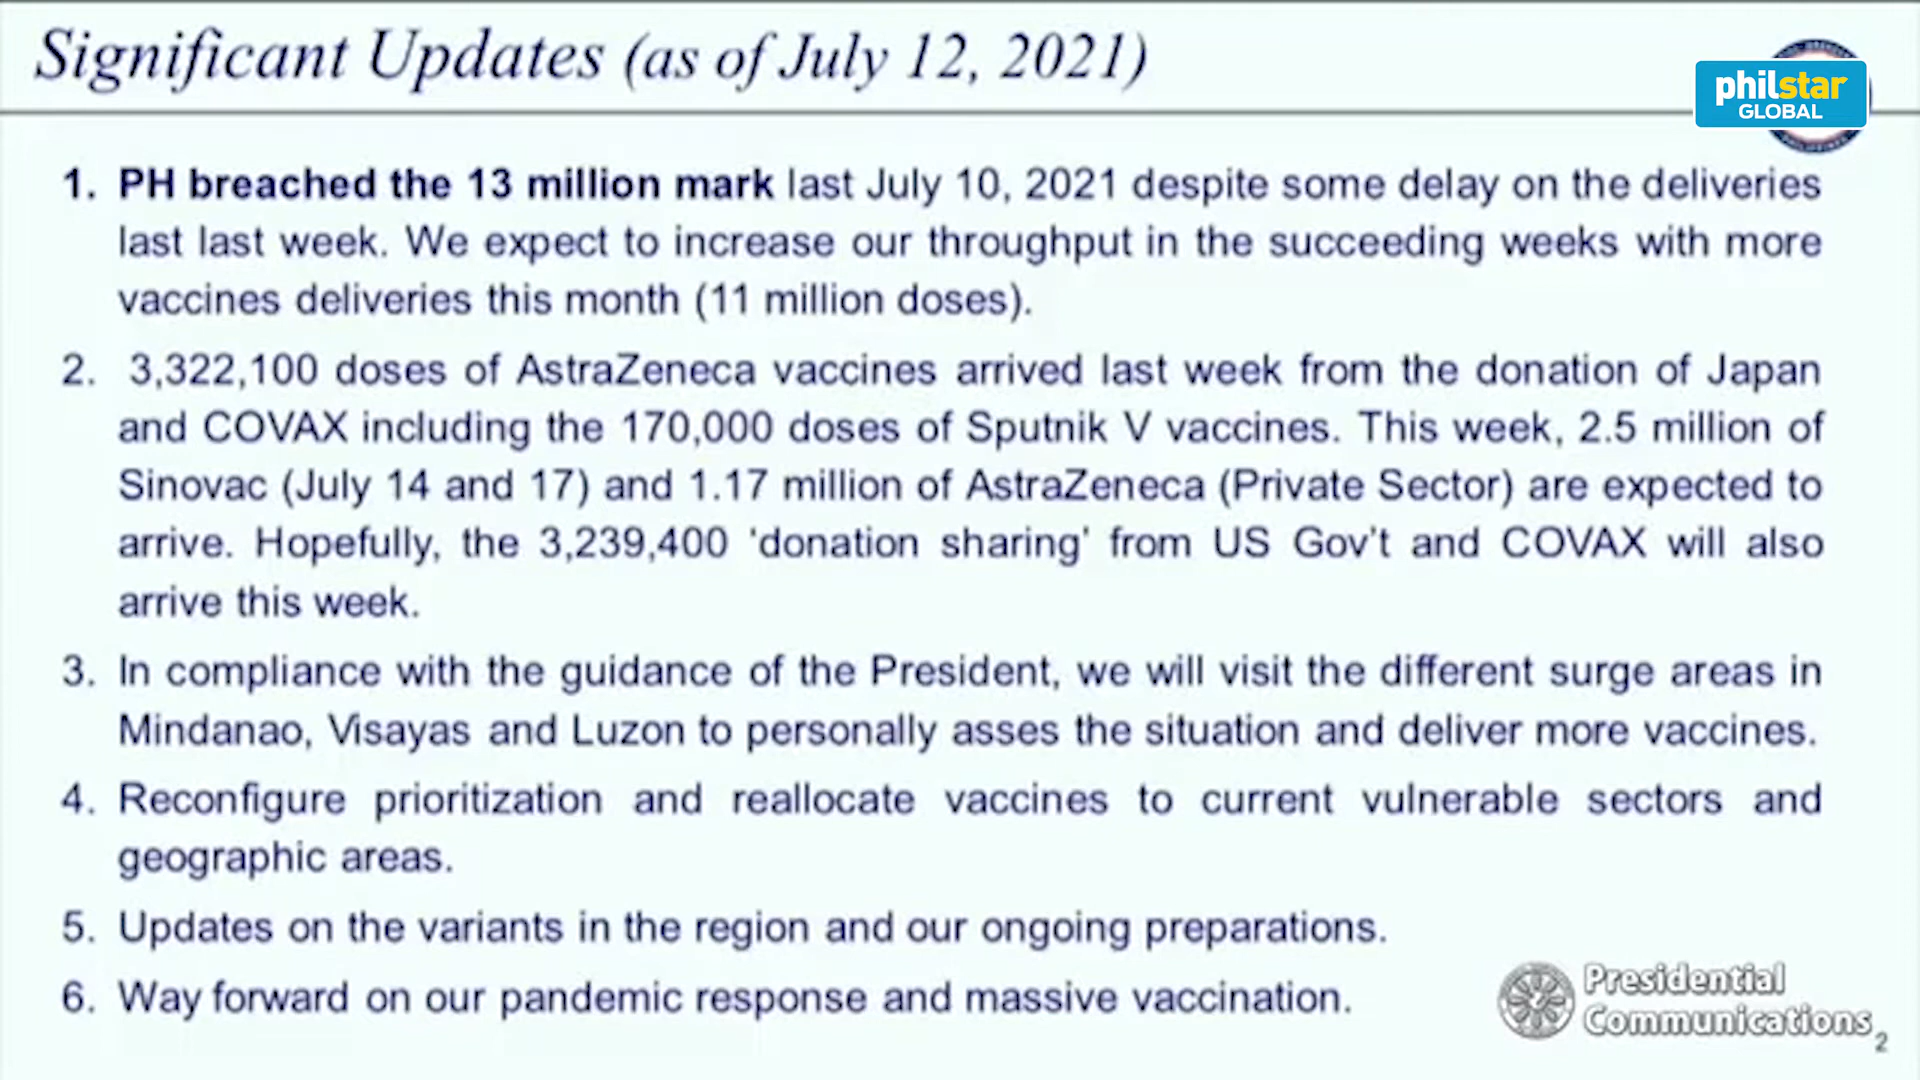 Significant Updates (as of July 12, 2021)
philstar
GLOBAL
1. PH breached the 13 million mark last July 10, 2021 despite some delay on the deliveries
last last week. We expect to increase our throughput in the succeeding weeks with more
vaccines deliveries this month (11 million doses).
2. 3,322,100 doses of AstraZeneca vaccines arrived last week from the donation of Japan
and COVAX including the 170,000 doses of Sputnik V vaccines. This week, 2.5 million of
Sinovac (July 14 and 17) and 1.17 million of AstraZeneca (Private Sector) are expected to
arrive. Hopefully, the 3,239,400 'donation sharing' from US Gov't and COVAX will also
arrive this week.
3. In compliance with the guidance of the President, we will visit the different surge areas in
Mindanao, Visayas and Luzon to personally asses the situation and deliver more vaccines.
4. Reconfigure prioritization and reallocate vaccines to current vulnerable sectors and
geographic areas.
5. Updates on the variants in the region and our ongoing preparations.
6. Way forward on our pandemic response and massive vaccination.
Presidential
Communications
2